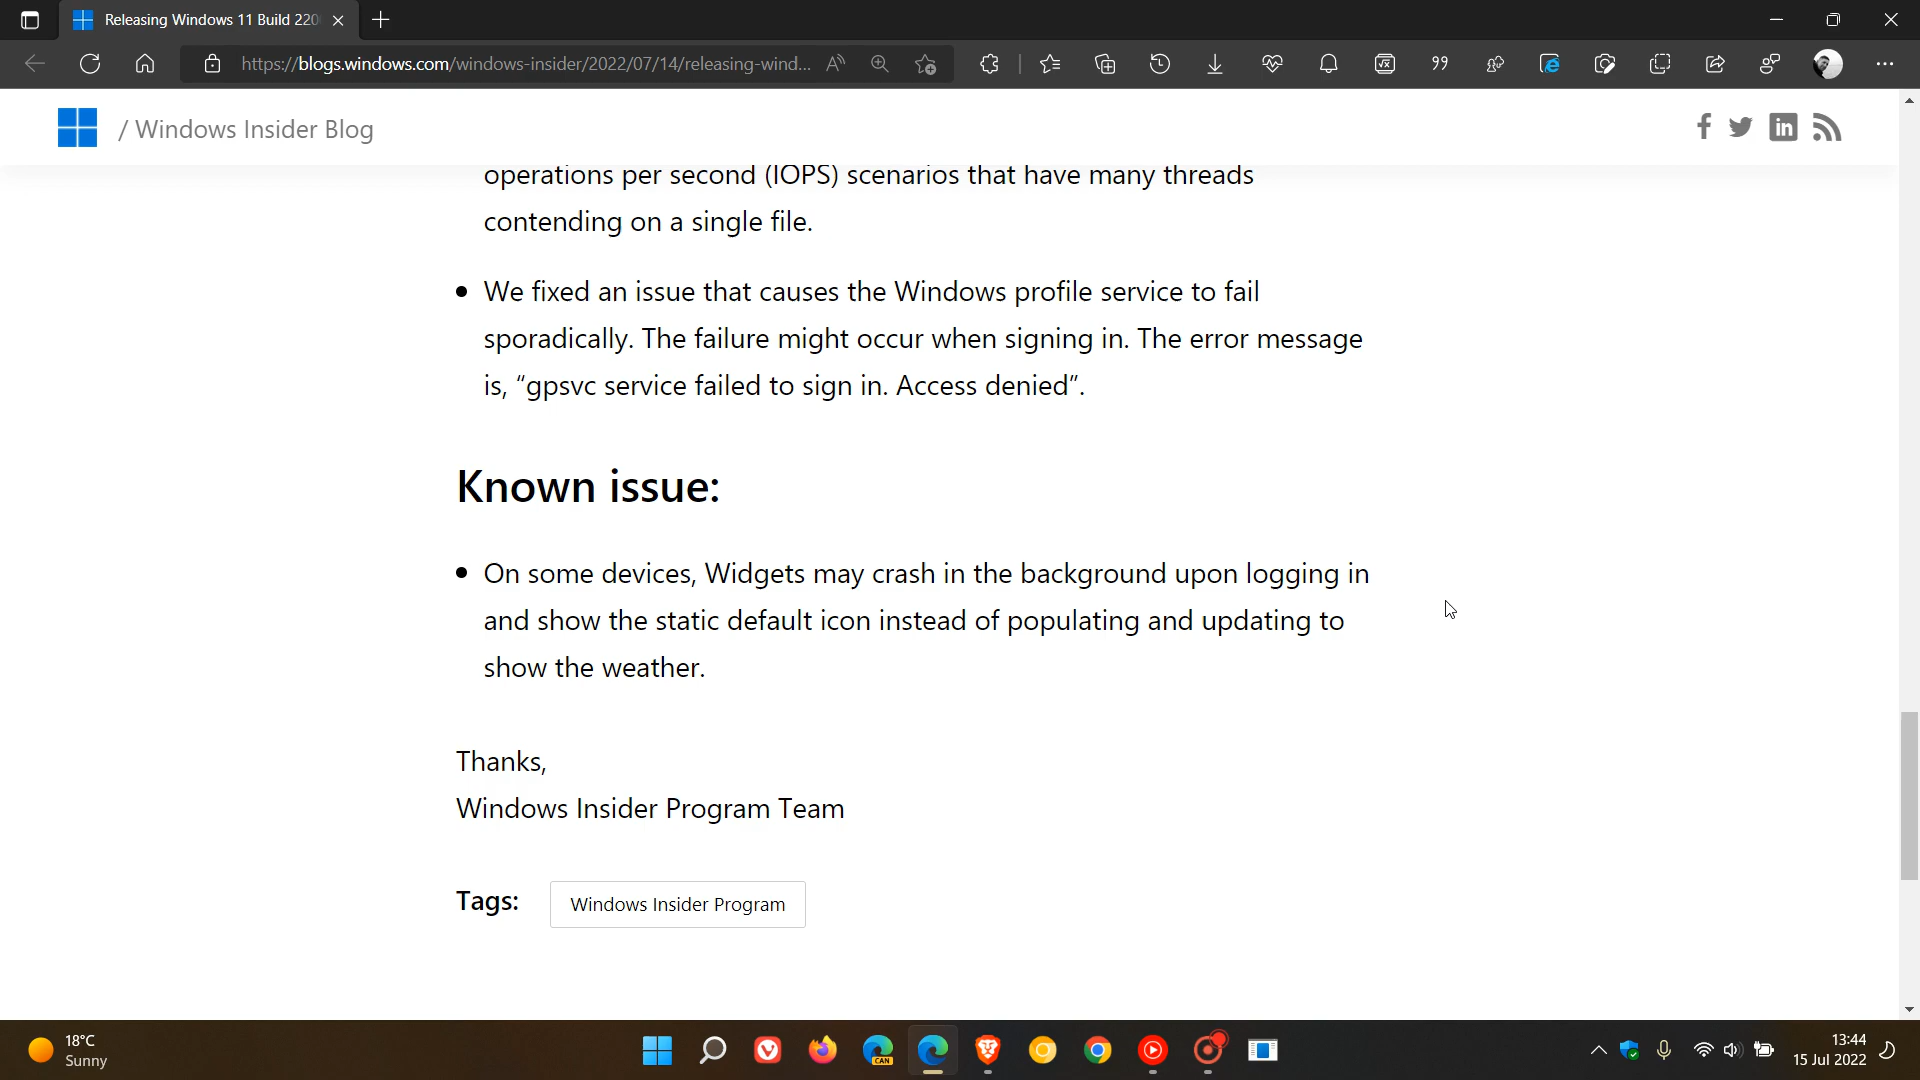 Releasing Windows 11 Build 220
https://blogs.windows.com/windows-insider/2022/07/14/releasing-wind...
/ Windows Insider Blog
operations per second (IOPS) scenarios that have many threads
contending on a single file.
• We fixed an issue that causes the Windows profile service to fail
sporadically. The failure might occur when signing in. The error message
is, “gpsvc service failed to sign in. Access denied”.
Known issue:
• On some devices, Widgets may crash in the background upon logging in
and show the static default icon instead of populating and updating to
show the weather.
Thanks,
Windows Insider Program Team
Tags: Windows Insider Program
18°C
Sunny
CAN
13:44
15 Jul 2022